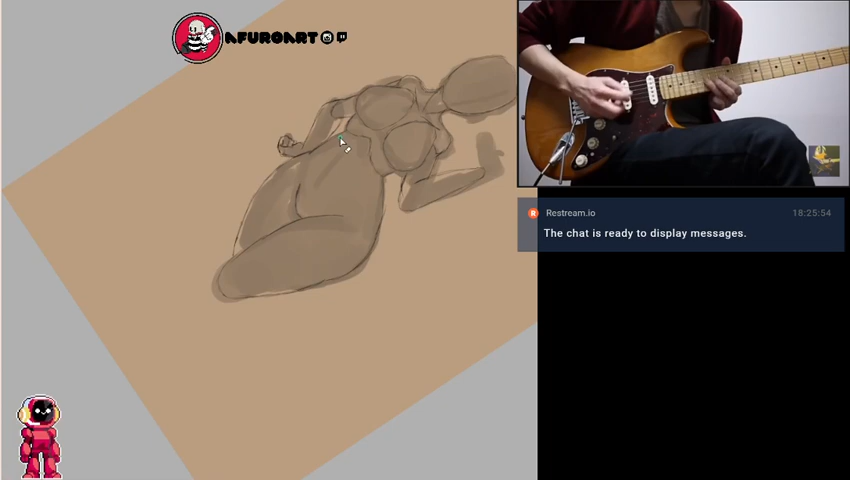 AFUROART
Restream.io 18:25:54
The chat is ready to display messages.